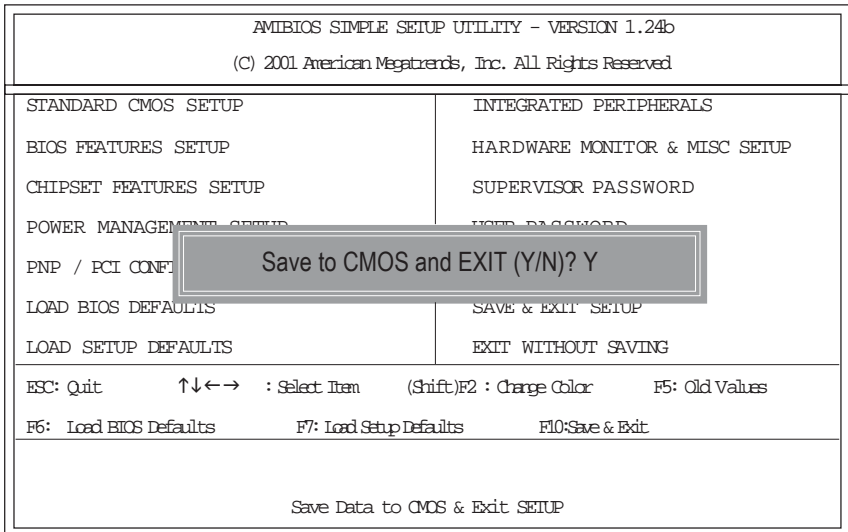 AMIBIOS SIMPLE SETUP UTILITY - VERSION 1.24b
(C) 2001 American Megatrends, Inc. All Rights Reserved
STANDARD CMOS SETUP
BIOS FEATURES SETUP
CHIPSET FEATURES SETUP
POWER MANAGEMENT SETUP
PNP / PCI
LOAD BIOS DEFAULTS
LOAD SETUP DEFAULTS
INTEGRATED PERIPHERALS
HARDWARE MONITOR & MISC SETUP
SUPERVISOR PASSWORD
USER PASSWORD
SAVE & EXIT SETUP
EXIT WITHOUT SAVING
Save to CMOS and EXIT (Y/N)? Y
ESC: Quit ↑↓←→ : Select Item (Shift)F2 : Change Color F5: Old Values
F6: Load BIOS Defaults F7: Load Setup Defaults F10:Save & Exit
Save Data to CMOS & Exit SETUP